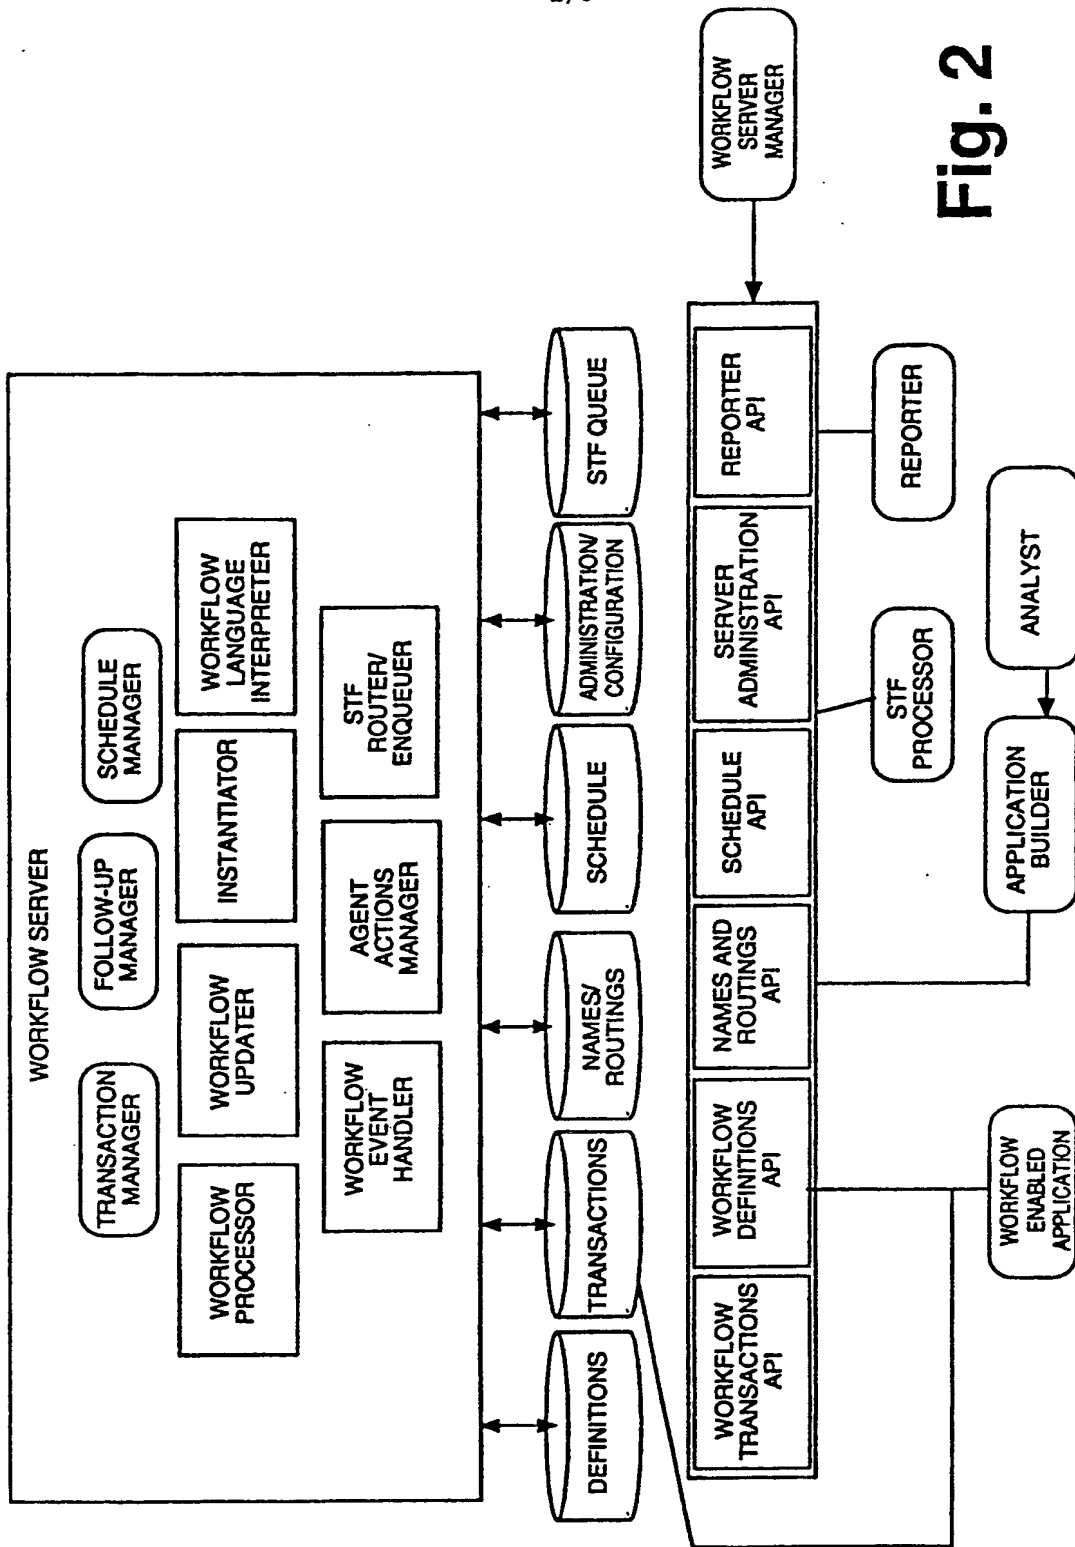 WORKFLOW SERVER
TRANSACTION
MANAGER
FOLLOW-UP
MANAGER
SCHEDULE
MANAGER
WORKFLOW
PROCESSOR
WORKFLOW
UPDATER
INSTANTIATOR
WORKFLOW
LANGUAGE
INTERPRETER
WORKFLOW
EVENT
HANDLER
AGENT
ACTIONS
MANAGER
STF
ROUTER/
ENQUEUER
DEFINITIONS
TRANSACTIONS
NAMES/
ROUTINGS
SCHEDULE
ADMINISTRATION/
CONFIGURATION
STF QUEUE
WORKFLOW
TRANSACTIONS
API
WORKFLOW
DEFINITIONS
API
NAMES AND
ROUTINGS
API
SCHEDULE
API
SERVER
ADMINISTRATION
API
REPORTER
API
WORKFLOW
SERVER
MANAGER
STF
PROCESSOR
REPORTER
WORKFLOW
ENABLED
APPLICATION
APPLICATION
BUILDER
ANALYST
Fig. 2